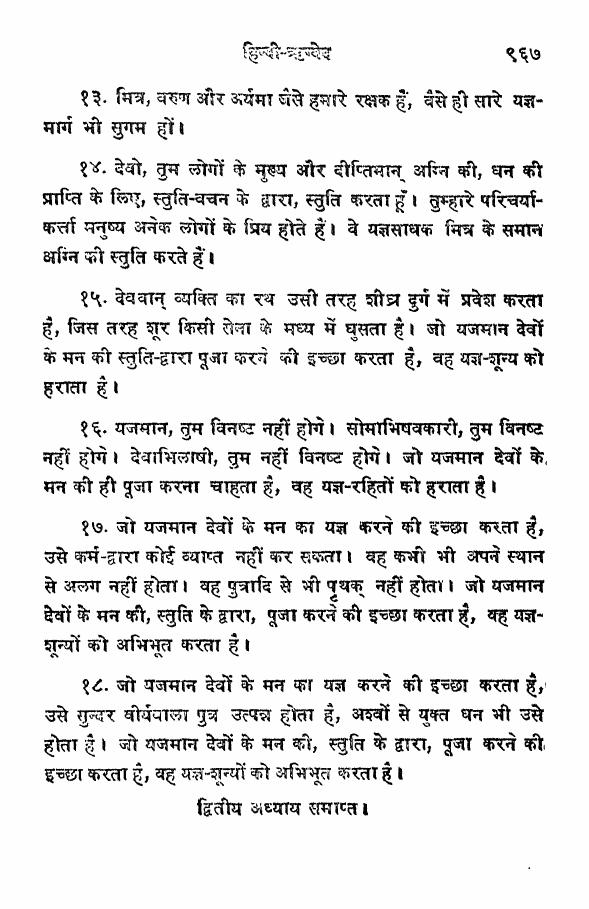 हिन्दी-ऋग्वेद ९६७
१३. मित्र, वरुण और अर्यमा जैसे हमारे रक्षक हैं, वैसे ही सारे यज्ञ-
मार्ग भी सुगम हों।
१४. देवो, तुम लोगों के मुख्य और दीप्तिमान् अग्नि की, धन की
प्राप्ति के लिए, स्तुति-वचन के द्वारा, स्तुति करता हूँ। तुम्हारे परिचर्या-
कर्त्ता मनुष्य अनेक लोगों के प्रिय होते हैं। वे यज्ञसाधक मित्र के समान
अग्नि की स्तुति करते हैं।
१५. देववान् व्यक्ति का रथ उसी तरह शीघ्र दुर्ग में प्रवेश करता
है, जिस तरह शूर किसी सेना के मध्य में घुसता है। जो यजमान देवों
के मन की स्तुति-द्वारा पूजा करने की इच्छा करता है, वह यज्ञ-शून्य को
हराता है।
१६. यजमान, तुम विनष्ट नहीं होगे। सोमाभिषवकारी, तुम विनष्ट
नहीं होगे। देवाभिलाषी, तुम नहीं विनष्ट होगे। जो यजमान देवों के
मन की ही पूजा करना चाहता है, वह यज्ञ-रहितों को हराता है।
१७. जो यजमान देवों के मन का यज्ञ करने की इच्छा करता है,
उसे कर्म-द्वारा कोई व्याप्त नहीं कर सकता। वह कभी भी अपने स्थान
से अलग नहीं होता। वह पुत्रादि से भी पृथक् नहीं होता। जो यजमान
देवों के मन की, स्तुति के द्वारा, पूजा करने की इच्छा करता है, वह यज्ञ-
शून्यों को अभिभूत करता है।
१८. जो यजमान देवों के मन का यज्ञ करने की इच्छा करता है,
उसे सुन्दर वीर्यवाला पुत्र उत्पन्न होता है, अश्वों से युक्त धन भी उसे
होता है। जो यजमान देवों के मन की, स्तुति के द्वारा, पूजा करने की
इच्छा करता है, वह यज्ञ-शून्यों को अभिभूत करता है।
द्वितीय अध्याय समाप्त।